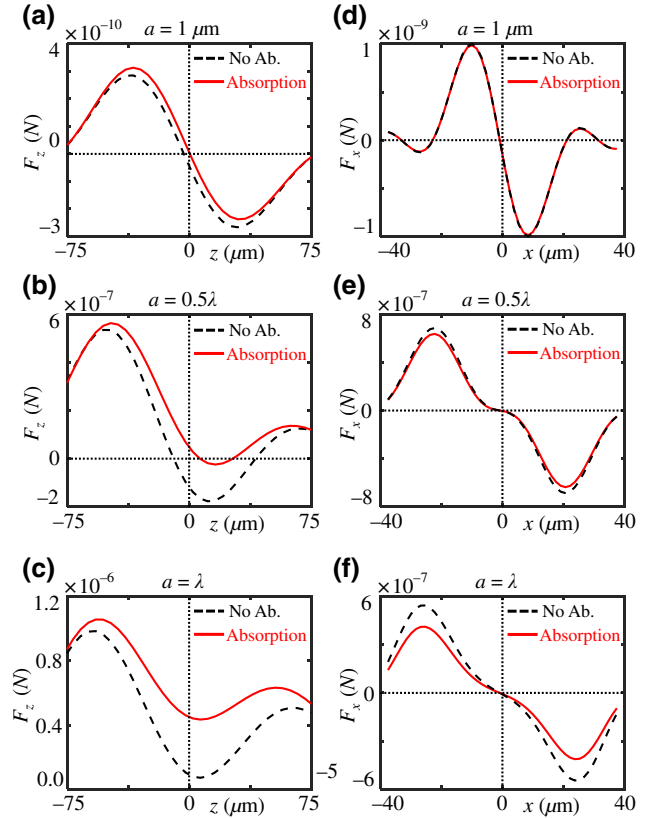 (a)
×10⁻¹⁰
a = 1 μm
4
0
−3
F_z (N)
No Ab.
Absorption
−75
0
75
z (μm)
(d)
×10⁻⁹
a = 1 μm
1
0
−1
F_x (N)
No Ab.
Absorption
−40
0
40
x (μm)
(b)
×10⁻⁷
a = 0.5λ
6
0
−2
F_z (N)
No Ab.
Absorption
−75
0
75
z (μm)
(e)
×10⁻⁷
a = 0.5λ
8
0
−8
F_x (N)
No Ab.
Absorption
−40
0
40
x (μm)
(c)
×10⁻⁶
a = λ
1.2
0.8
0.4
0.0
F_z (N)
No Ab.
Absorption
−75
0
75
z (μm)
−5
(f)
×10⁻⁷
a = λ
6
0
−6
F_x (N)
No Ab.
Absorption
−40
0
40
x (μm)